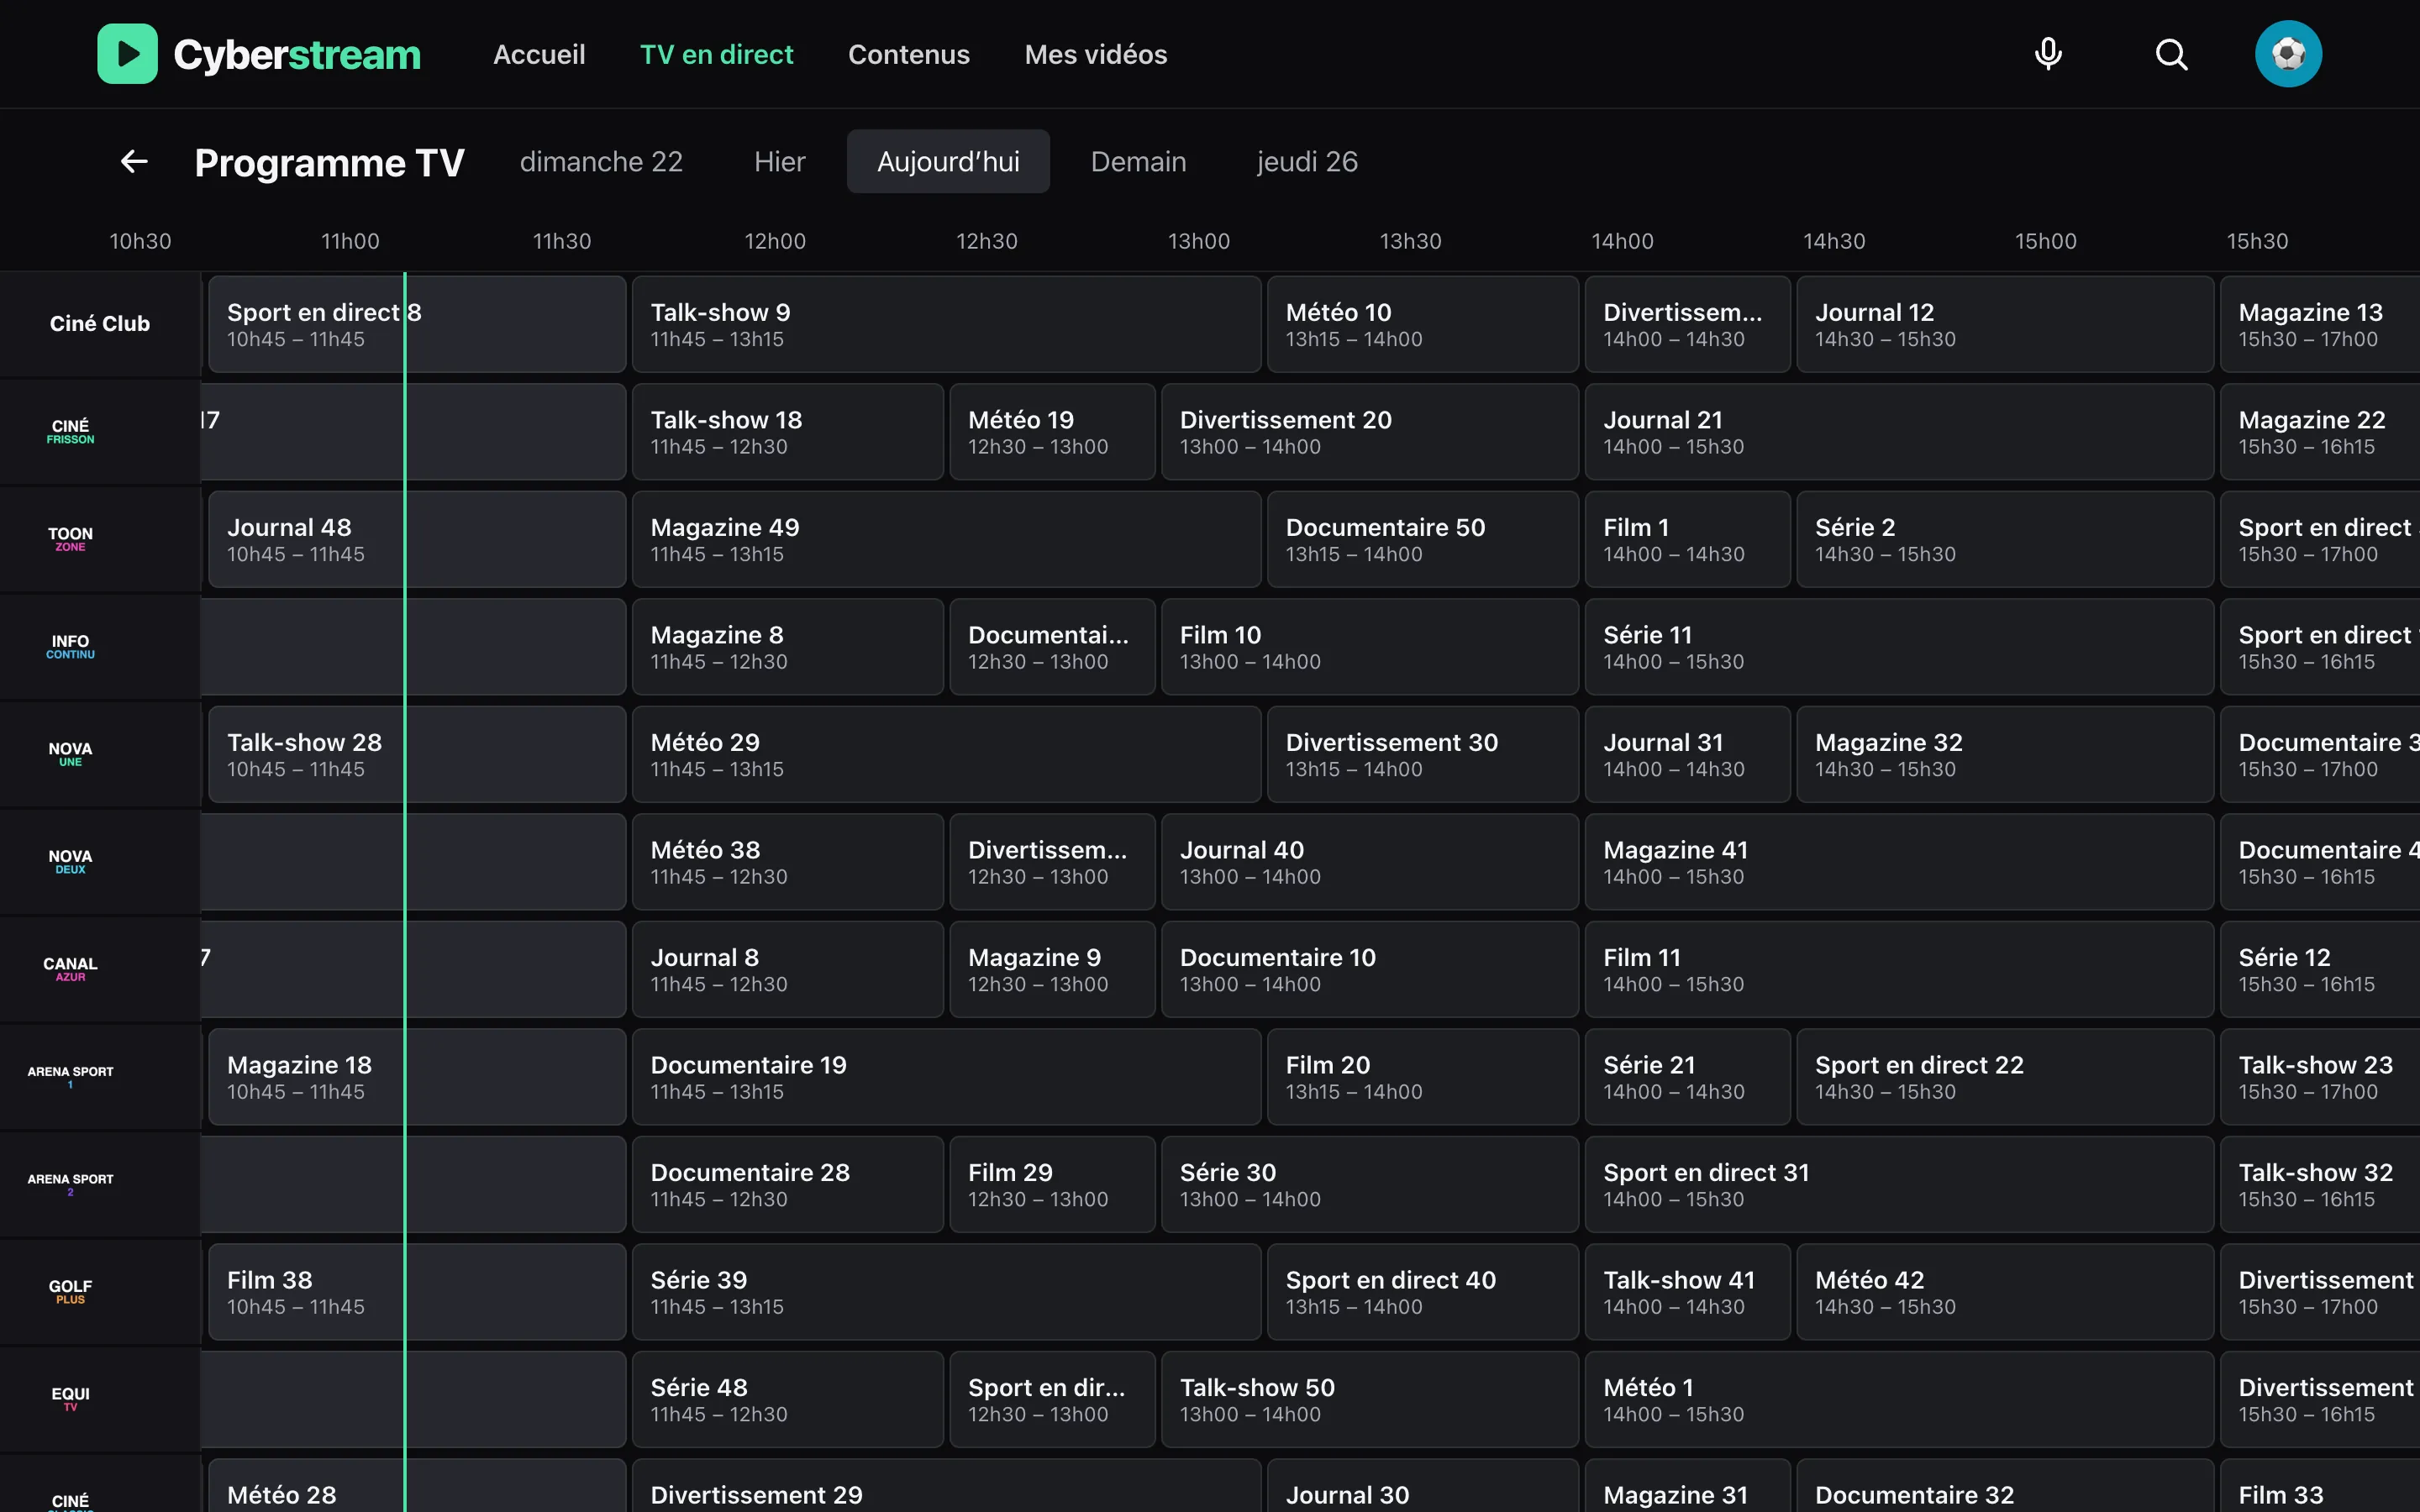 Cyberstream
Accueil
TV en direct
Contenus
Mes vidéos
Programme TV
dimanche 22
Hier
Aujourd’hui
Demain
jeudi 26
10h30
11h00
11h30
12h00
12h30
13h00
13h30
14h00
14h30
15h00
15h30
Ciné Club
Sport en direct 8
10h45 – 11h45
Talk-show 9
11h45 – 13h15
Météo 10
13h15 – 14h00
Divertissem...
14h00 – 14h30
Journal 12
14h30 – 15h30
Magazine 13
15h30 – 17h00
CINÉ
FRISSON
17
Talk-show 18
11h45 – 12h30
Météo 19
12h30 – 13h00
Divertissement 20
13h00 – 14h00
Journal 21
14h00 – 15h30
Magazine 22
15h30 – 16h15
TOON
ZONE
Journal 48
10h45 – 11h45
Magazine 49
11h45 – 13h15
Documentaire 50
13h15 – 14h00
Film 1
14h00 – 14h30
Série 2
14h30 – 15h30
Sport en direct
15h30 – 17h00
INFO
CONTINU
Magazine 8
11h45 – 12h30
Documentai...
12h30 – 13h00
Film 10
13h00 – 14h00
Série 11
14h00 – 15h30
Sport en direct
15h30 – 16h15
NOVA
UNE
Talk-show 28
10h45 – 11h45
Météo 29
11h45 – 13h15
Divertissement 30
13h15 – 14h00
Journal 31
14h00 – 14h30
Magazine 32
14h30 – 15h30
Documentaire 3
15h30 – 17h00
NOVA
DEUX
Météo 38
11h45 – 12h30
Divertissem...
12h30 – 13h00
Journal 40
13h00 – 14h00
Magazine 41
14h00 – 15h30
Documentaire 4
15h30 – 16h15
CANAL
AZUR
7
Journal 8
11h45 – 12h30
Magazine 9
12h30 – 13h00
Documentaire 10
13h00 – 14h00
Film 11
14h00 – 15h30
Série 12
15h30 – 16h15
ARENA SPORT
1
Magazine 18
10h45 – 11h45
Documentaire 19
11h45 – 13h15
Film 20
13h15 – 14h00
Série 21
14h00 – 14h30
Sport en direct 22
14h30 – 15h30
Talk-show 23
15h30 – 17h00
ARENA SPORT
2
Documentaire 28
11h45 – 12h30
Film 29
12h30 – 13h00
Série 30
13h00 – 14h00
Sport en direct 31
14h00 – 15h30
Talk-show 32
15h30 – 16h15
GOLF
PLUS
Film 38
10h45 – 11h45
Série 39
11h45 – 13h15
Sport en direct 40
13h15 – 14h00
Talk-show 41
14h00 – 14h30
Météo 42
14h30 – 15h30
Divertissement
15h30 – 17h00
EQUI
TV
Série 48
11h45 – 12h30
Sport en dir...
12h30 – 13h00
Talk-show 50
13h00 – 14h00
Météo 1
14h00 – 15h30
Divertissement
15h30 – 16h15
CINÉ
Météo 28
Divertissement 29
Journal 30
Magazine 31
Documentaire 32
Film 33